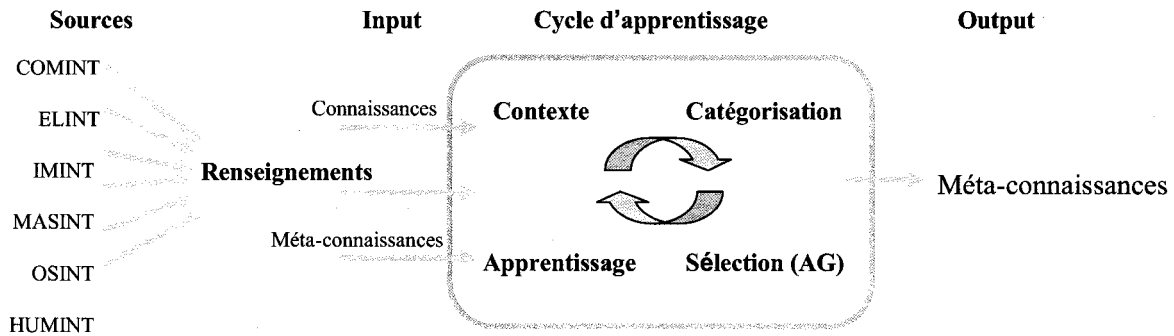 Sources Input Cycle d'apprentissage Output
COMINT
ELINT
IMINT
MASINT
OSINT
HUMINT
Renseignements
Connaissances
Méta-connaissances
Contexte Catégorisation
Apprentissage Sélection (AG)
Méta-connaissances